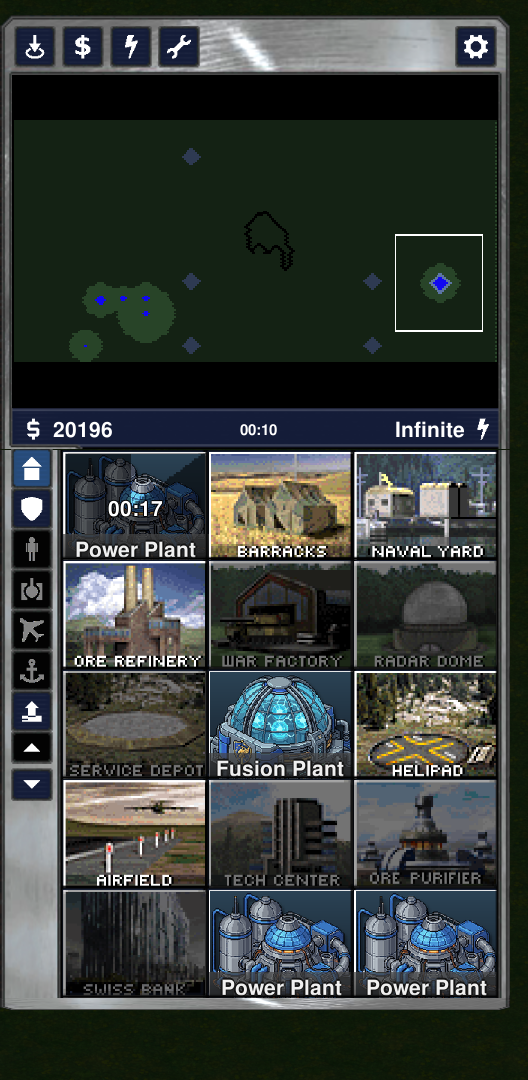 $
$ 20196 00:10 Infinite
00:17
Power Plant BARRACKS NAVAL YARD
ORE REFINERY WAR FACTORY RADAR DOME
SERVICE DEPOT Fusion Plant HELIPAD
AIRFIELD TECH CENTER ORE PURIFIER
SWISS BANK Power Plant Power Plant